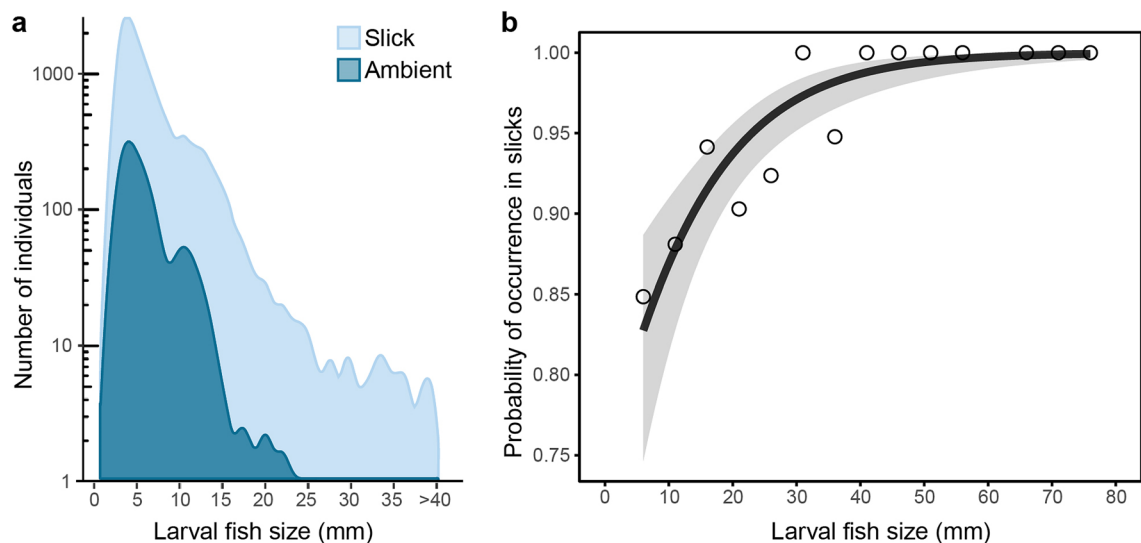 a
Slick
Ambient
Number of individuals
1000
100
10
1
0 5 10 15 20 25 30 35 >40
Larval fish size (mm)
b
Probability of occurrence in slicks
1.00
0.95
0.90
0.85
0.80
0.75
0 10 20 30 40 50 60 70 80
Larval fish size (mm)